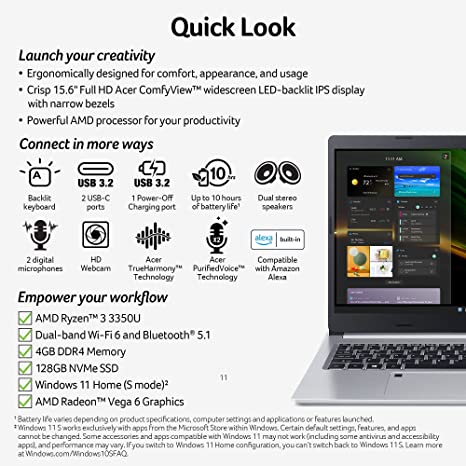 Quick Look
Launch your creativity
• Ergonomically designed for comfort, appearance, and usage
• Crisp 15.6" Full HD Acer ComfyView™ widescreen LED-backlit IPS display
with narrow bezels
• Powerful AMD processor for your productivity
Connect in more ways
A
USB 3.2
USB 3.2
10
Backlit
keyboard
2 USB-C
ports
1 Power-Off
Charging port
Up to 10 hours
of battery life¹
Dual stereo
speakers
alexa built-in
2 digital
microphones
HD
Webcam
Acer
TrueHarmony™
Technology
Acer
PurifiedVoice™
Technology
Compatible
with Amazon
Alexa
11:11 AM
Empower your workflow
AMD Ryzen™ 3 3350U
Dual-band Wi-Fi 6 and Bluetooth® 5.1
4GB DDR4 Memory
128GB NVMe SSD
Windows 11 Home (S mode)²
11
AMD Radeon™ Vega 6 Graphics
¹ Battery life varies depending on product specifications, computer settings and applications or features launched.
² Windows 11 S works exclusively with apps from the Microsoft Store within Windows. Certain default settings, features, and apps
cannot be changed. Some accessories and apps compatible with Windows 11 may not work (including some antivirus and accessibility
apps), and performance may vary. If you switch to Windows 11 Home configuration, you can't switch back to Windows 11 S. Learn more
at Windows.com/Windows10SFAQ.